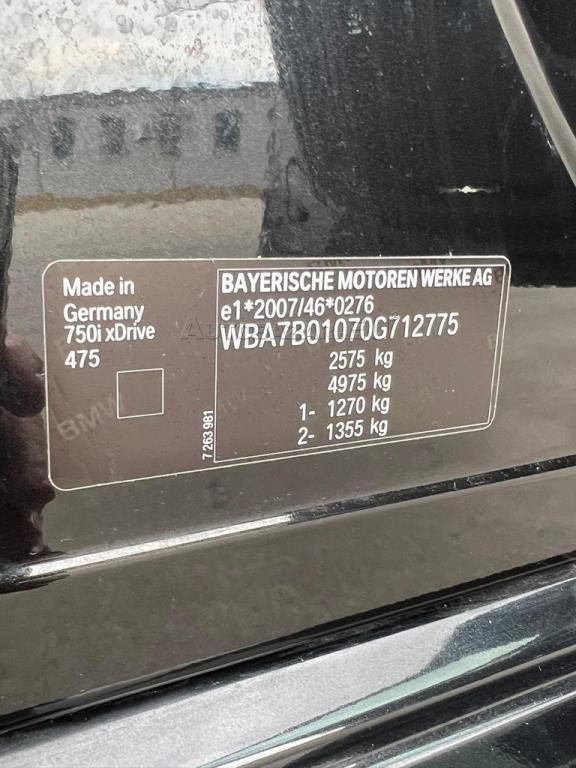 Made in
Germany
750i xDrive
475
BMW
7 263 981
BAYERISCHE MOTOREN WERKE AG
e1*2007/46*0276
WBA7B01070G712775
2575 kg
4975 kg
1- 1270 kg
2- 1355 kg